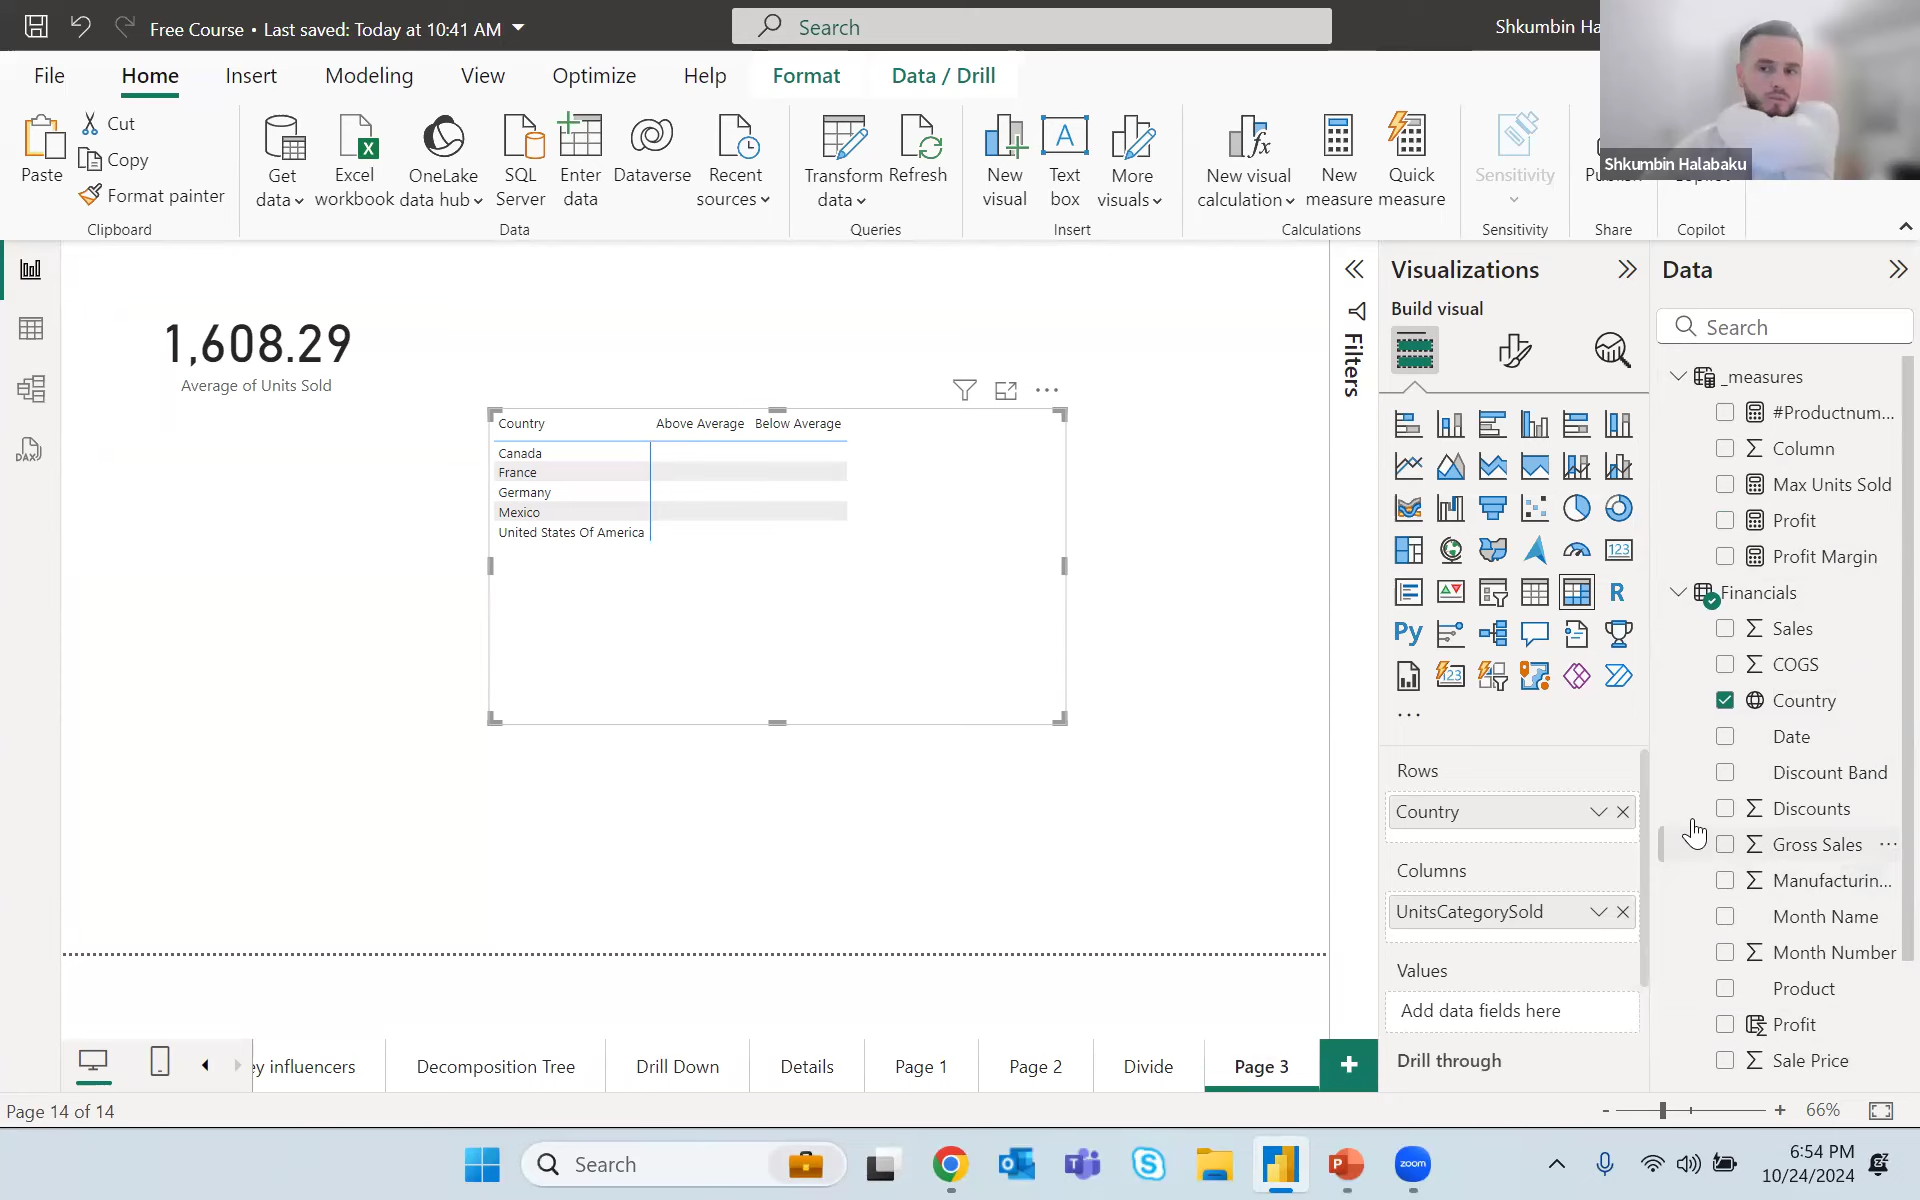 Free Course • Last saved: Today at 10:41 AM
Search
Shkumbin Ha
Shkumbin Halabaku
File
Home
Insert
Modeling
View
Optimize
Help
Format
Data / Drill
Paste
Cut
Copy
Format painter
Clipboard
Get
data
Excel
workbook
OneLake
data hub
SQL
Server
Enter
data
Dataverse
Recent
sources
Data
Transform
data
Refresh
Queries
New
visual
Text
box
More
visuals
Insert
New visual
calculation
New
measure
Quick
measure
Calculations
Sensitivity
Sensitivity
Share
Copilot
1,608.29
Average of Units Sold
Country Above Average Below Average
Canada
France
Germany
Mexico
United States Of America
Filters
Visualizations
Build visual
123
R
Py
123
Rows
Country
Columns
UnitsCategorySold
Values
Add data fields here
Drill through
Data
Search
_measures
#Productnum...
Column
Max Units Sold
Profit
Profit Margin
Financials
Sales
COGS
Country
Date
Discount Band
Discounts
Gross Sales ...
Manufacturin...
Month Name
Month Number
Product
Profit
Sale Price
DAX
ey influencers
Decomposition Tree
Drill Down
Details
Page 1
Page 2
Divide
Page 3
+
Page 14 of 14
- + 66%
Search
zoom
6:54 PM
10/24/2024